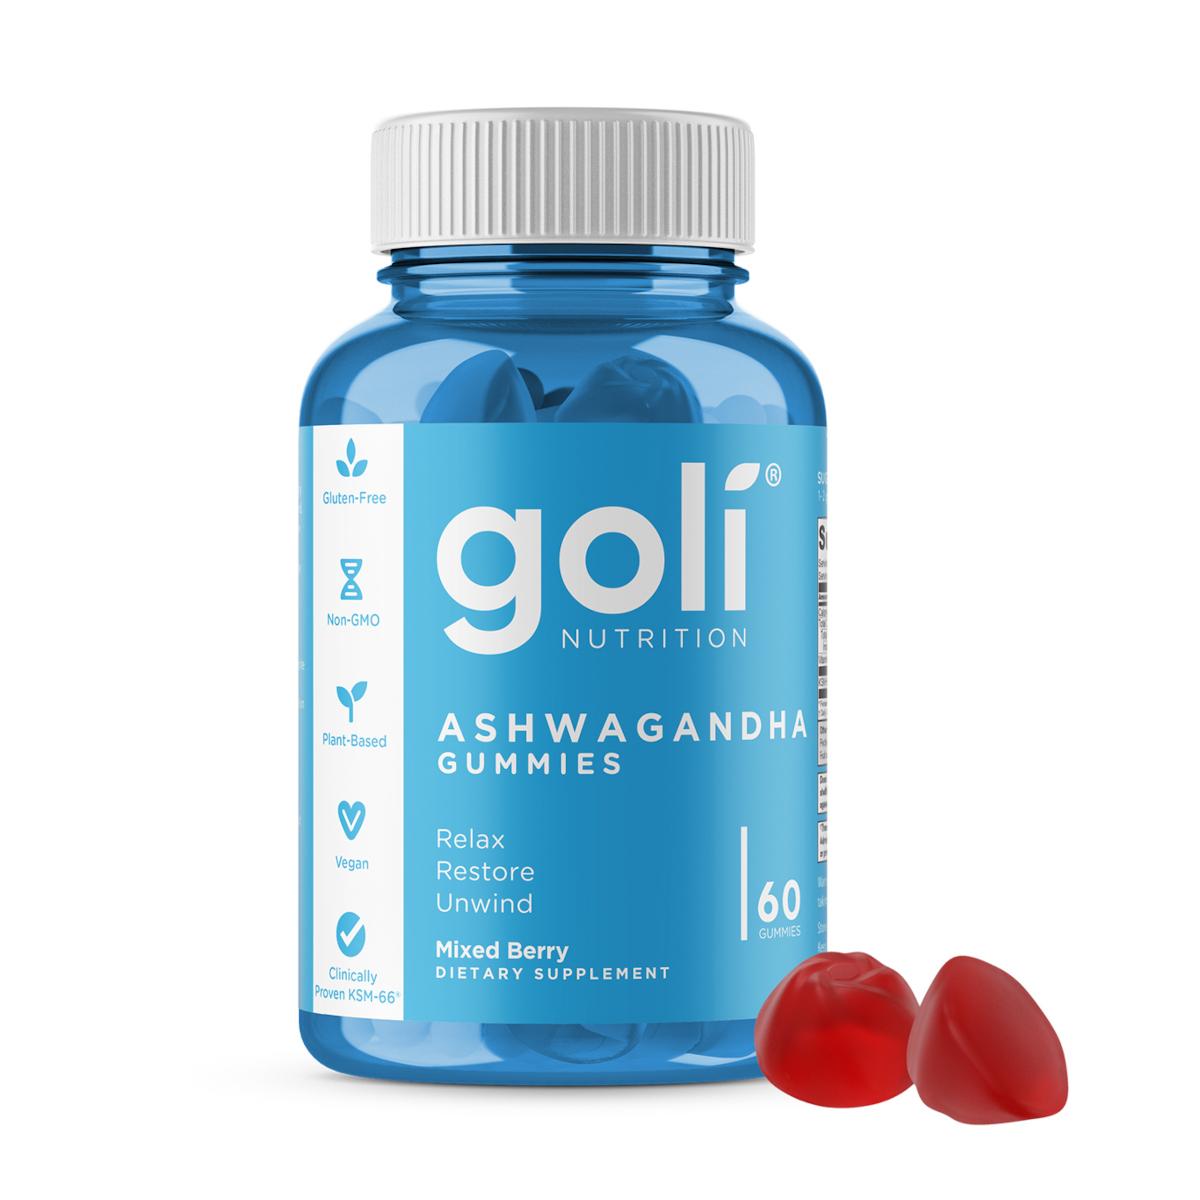 goli®
NUTRITION
ASHWAGANDHA
GUMMIES
Relax
Restore
Unwind
Mixed Berry
DIETARY SUPPLEMENT
60
GUMMIES
Gluten-Free
Non-GMO
Plant-Based
Vegan
Clinically
Proven KSM-66®